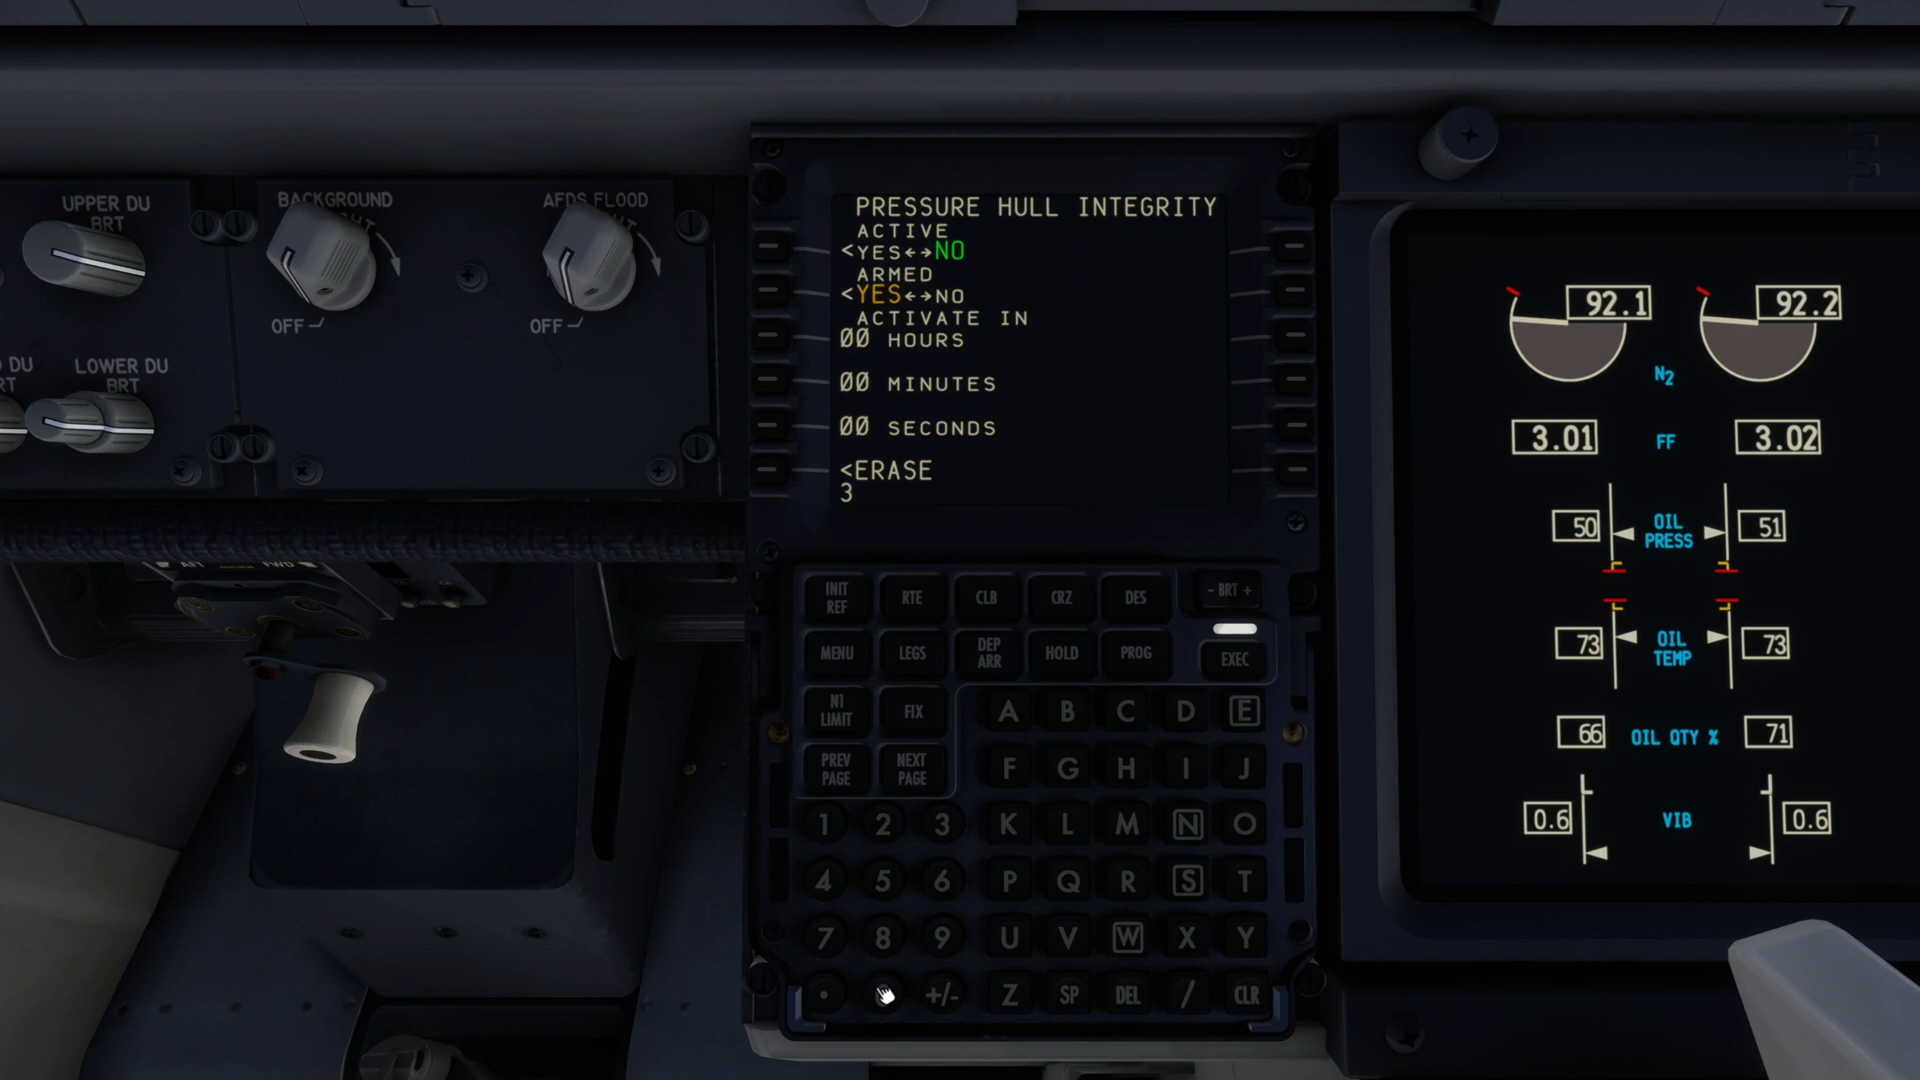 UPPER DU
BRT
BACKGROUND
AFDS FLOOD
OFF
OFF
DU
LOWER DU
BRT
FWD
PRESSURE HULL INTEGRITY
ACTIVE
<YES←→NO
ARMED
<YES←→NO
ACTIVATE IN
00 HOURS
00 MINUTES
00 SECONDS
<ERASE
3
INIT
REF
RTE
CLB
CRZ
DES
- BRT +
MENU
LEGS
DEP
ARR
HOLD
PROG
EXEC
N1
LIMIT
FIX
A B C D E
PREV
PAGE
NEXT
PAGE
F G H I J
1 2 3 K L M N O
4 5 6 P Q R S T
7 8 9 U V W X Y
. +/- Z SP DEL / CLR
92.1 92.2
N2
3.01 FF 3.02
50 OIL
PRESS 51
73 OIL
TEMP 73
66 OIL QTY % 71
0.6 VIB 0.6